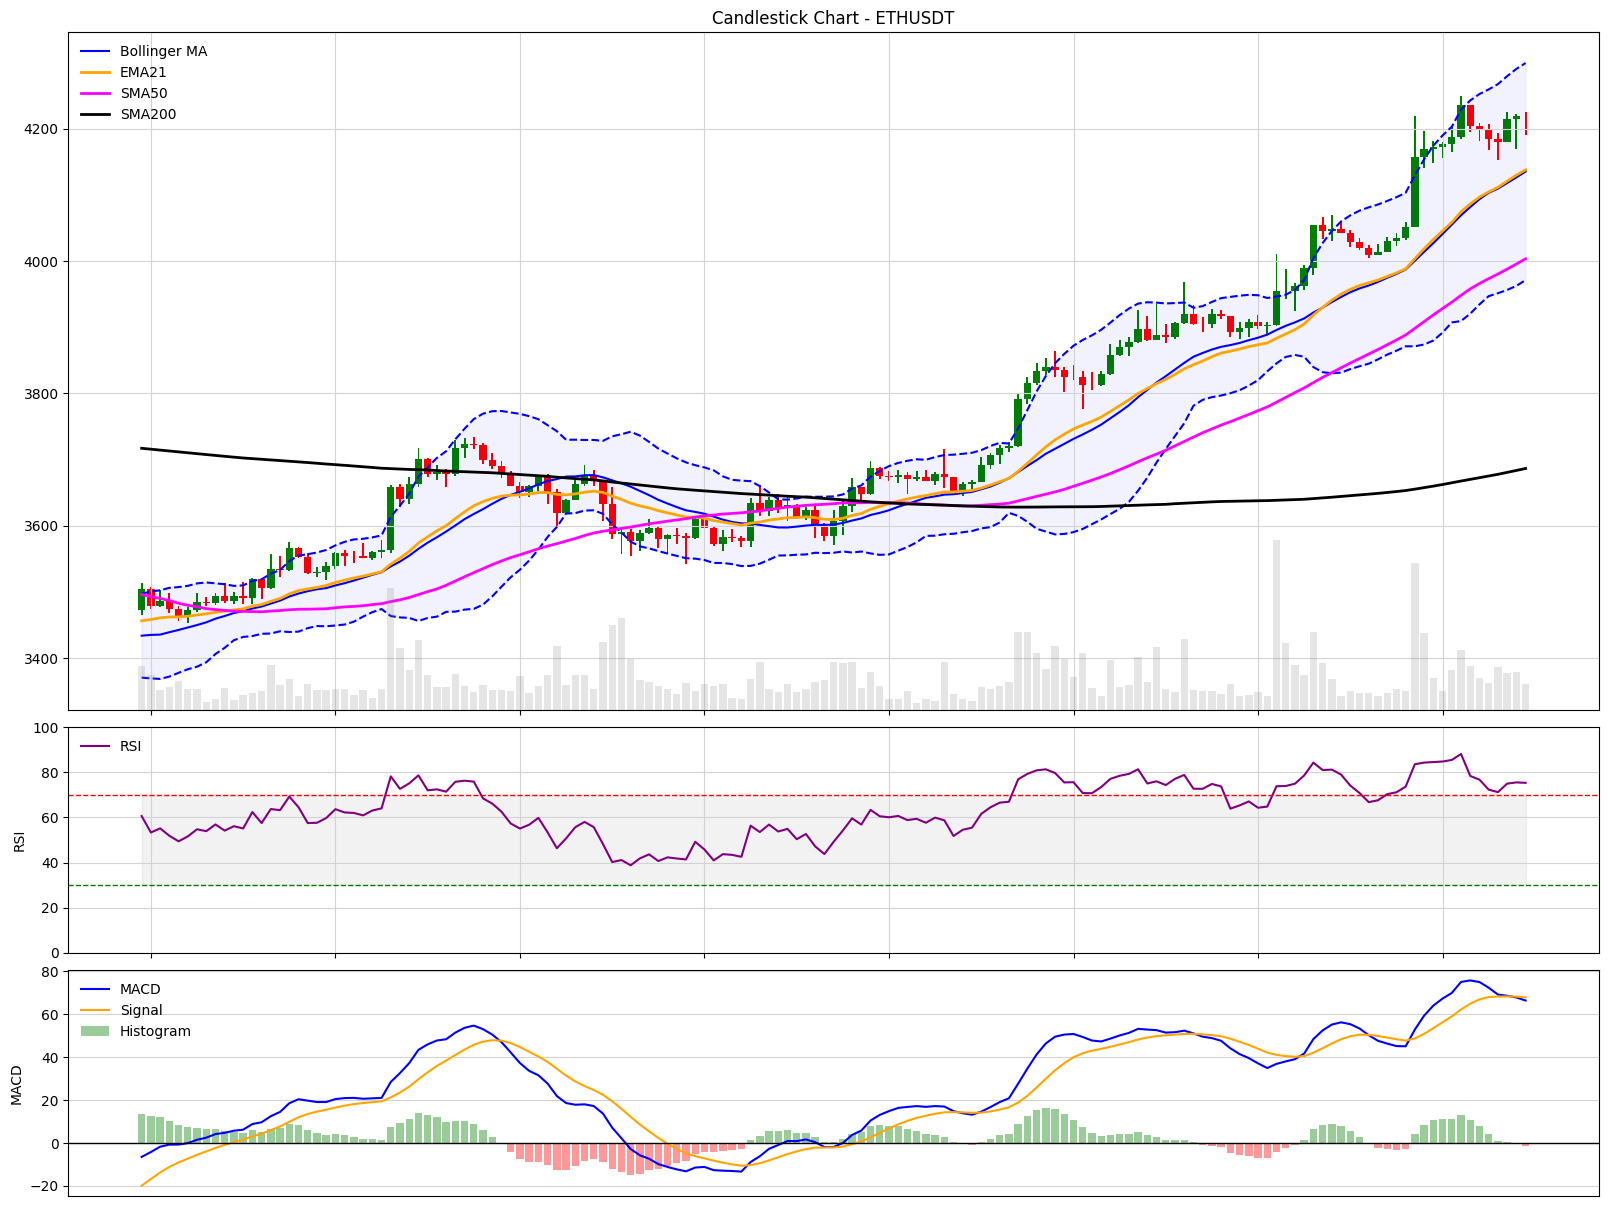 Candlestick Chart - ETHUSDT
Bollinger MA
EMA21
SMA50
SMA200
4200
4000
3800
3600
3400
100
80
60
40
20
0
RSI
RSI
80
60
40
20
0
−20
MACD
MACD
Signal
Histogram